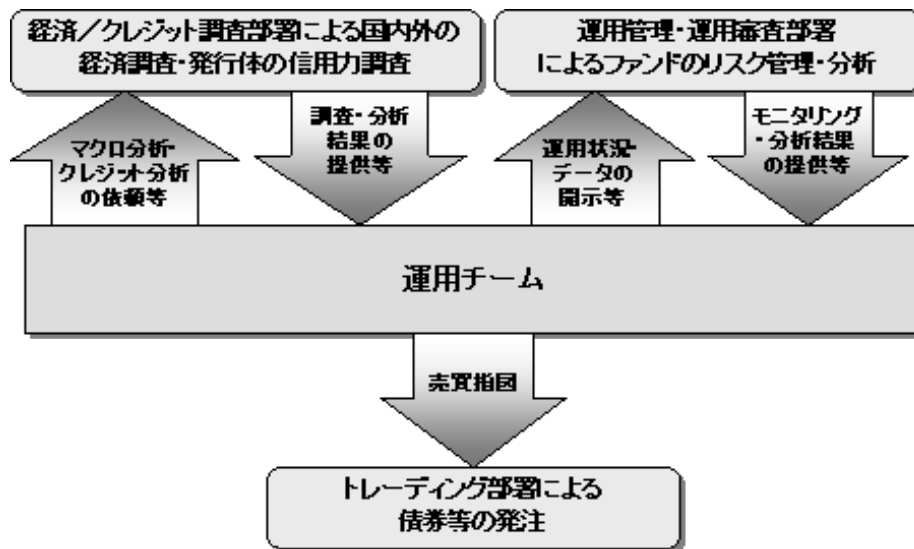 経済／クレジット調査部署による国内外の
経済調査・発行体の信用力調査
運用管理・運用審査部署
によるファンドのリスク管理・分析
マクロ分析・
クレジット分析
の依頼等
調査・分析
結果の
提供等
運用状況・
データの
開示等
モニタリング
・分析結果
の提供等
運用チーム
売買指図
トレーディング部署による
債券等の発注